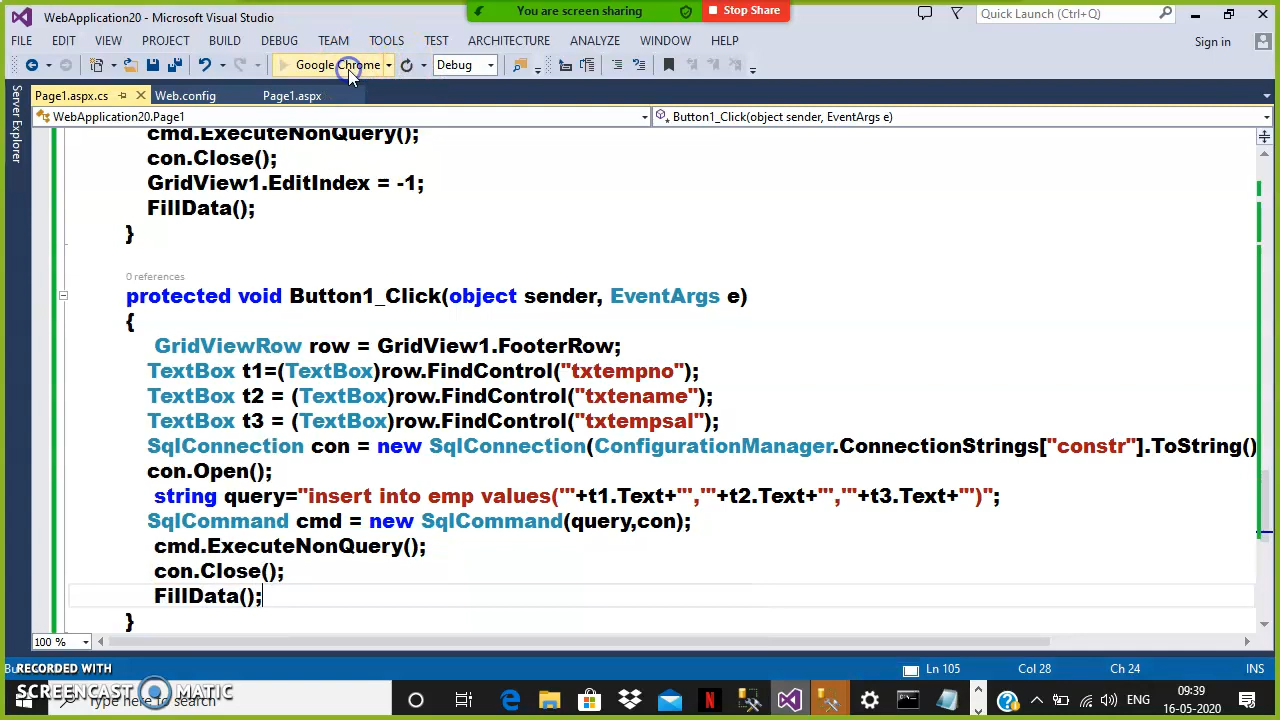 You are screen sharing
Stop Share
WebApplication20 - Microsoft Visual Studio
Quick Launch (Ctrl+Q)
FILE EDIT VIEW PROJECT BUILD DEBUG TEAM TOOLS TEST ARCHITECTURE ANALYZE WINDOW HELP
Sign in
Google Chrome Debug
Server Explorer
Page1.aspx.cs Web.config Page1.aspx
WebApplication20.Page1 Button1_Click(object sender, EventArgs e)
cmd.ExecuteNonQuery();
con.Close();
GridView1.EditIndex = -1;
FillData();
}
0 references
protected void Button1_Click(object sender, EventArgs e)
{
GridViewRow row = GridView1.FooterRow;
TextBox t1=(TextBox)row.FindControl("txtempno");
TextBox t2 = (TextBox)row.FindControl("txtename");
TextBox t3 = (TextBox)row.FindControl("txtempsal");
SqlConnection con = new SqlConnection(ConfigurationManager.ConnectionStrings["constr"].ToString()
con.Open();
string query="insert into emp values('"+t1.Text+"','"+t2.Text+"','"+t3.Text+"')";
SqlCommand cmd = new SqlCommand(query,con);
cmd.ExecuteNonQuery();
con.Close();
FillData();
}
100 %
Ln 105 Col 28 Ch 24 INS
RECORDED WITH
SCREENCAST MATIC
Type here to search
ENG
09:39
16-05-2020